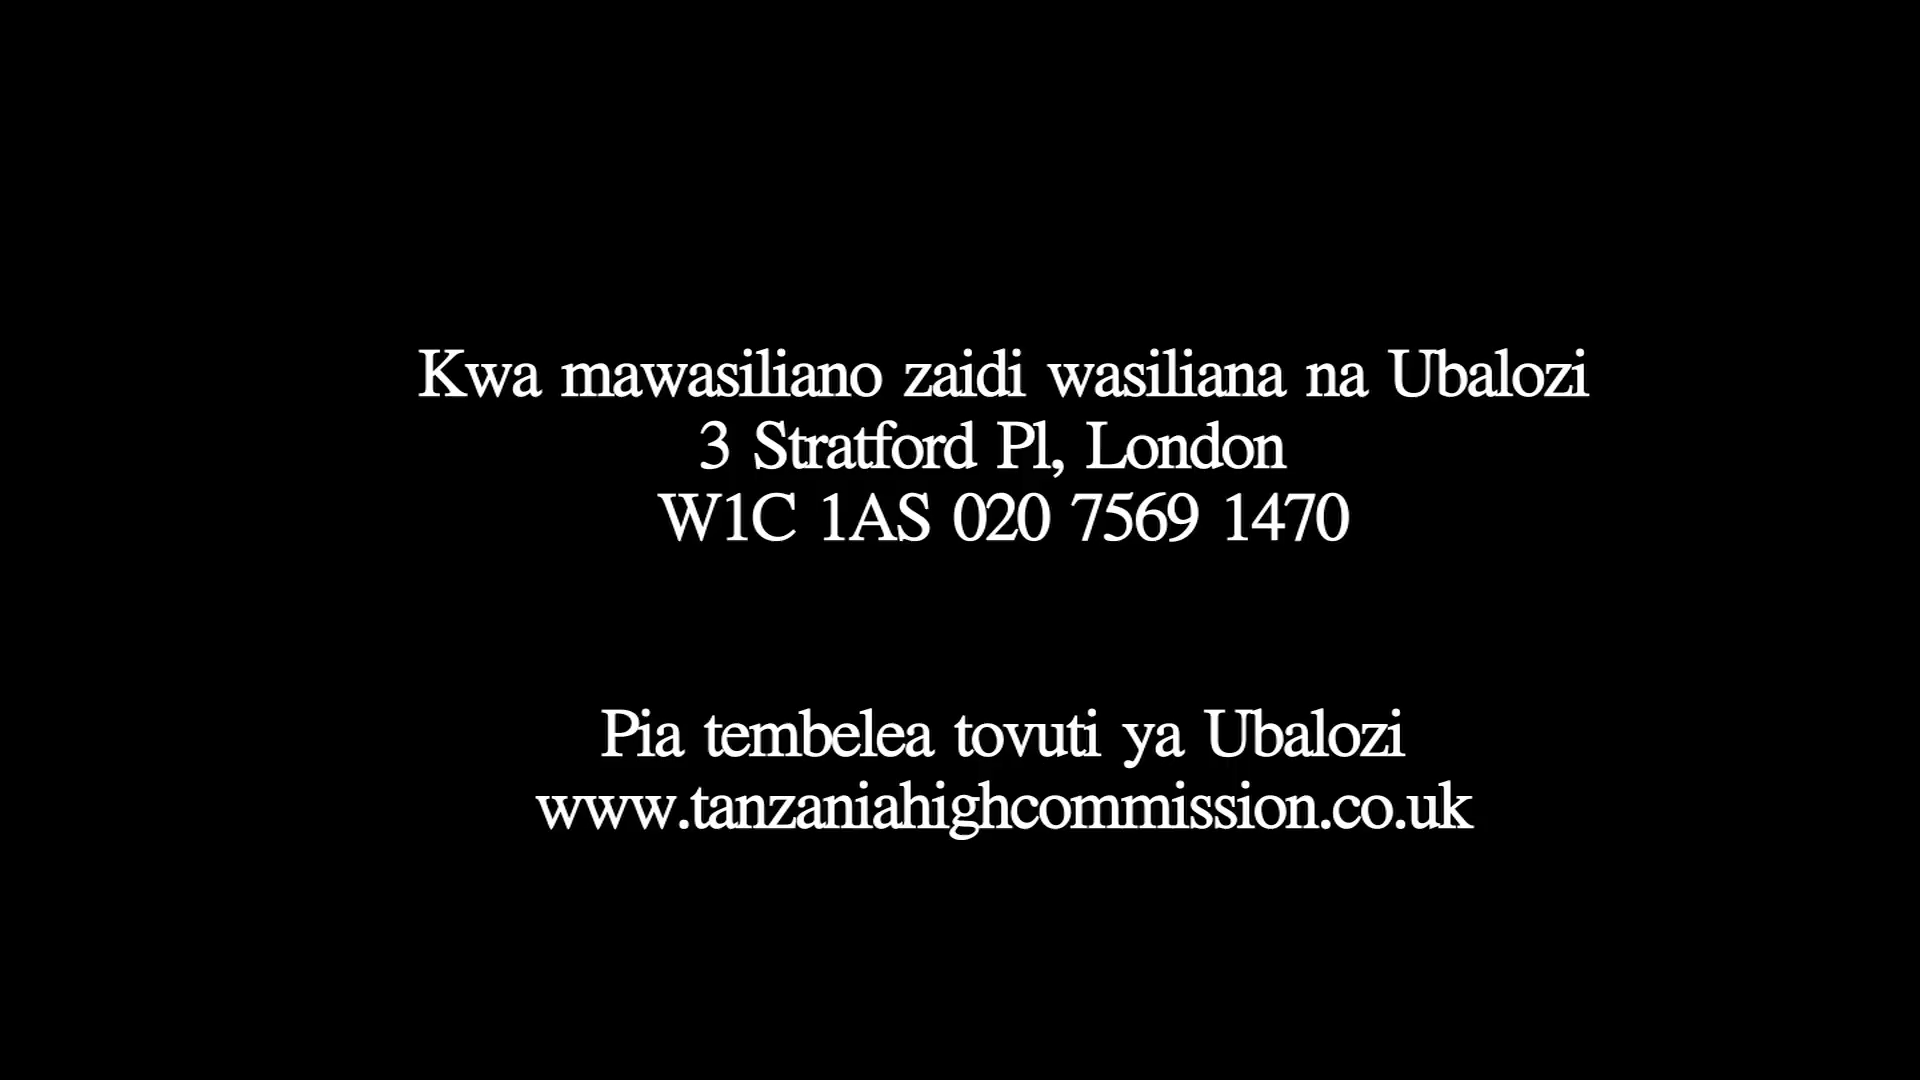 Kwa mawasiliano zaidi wasiliana na Ubalozi
3 Stratford Pl, London
W1C 1AS 020 7569 1470
Pia tembelea tovuti ya Ubalozi
www.tanzaniahighcommission.co.uk